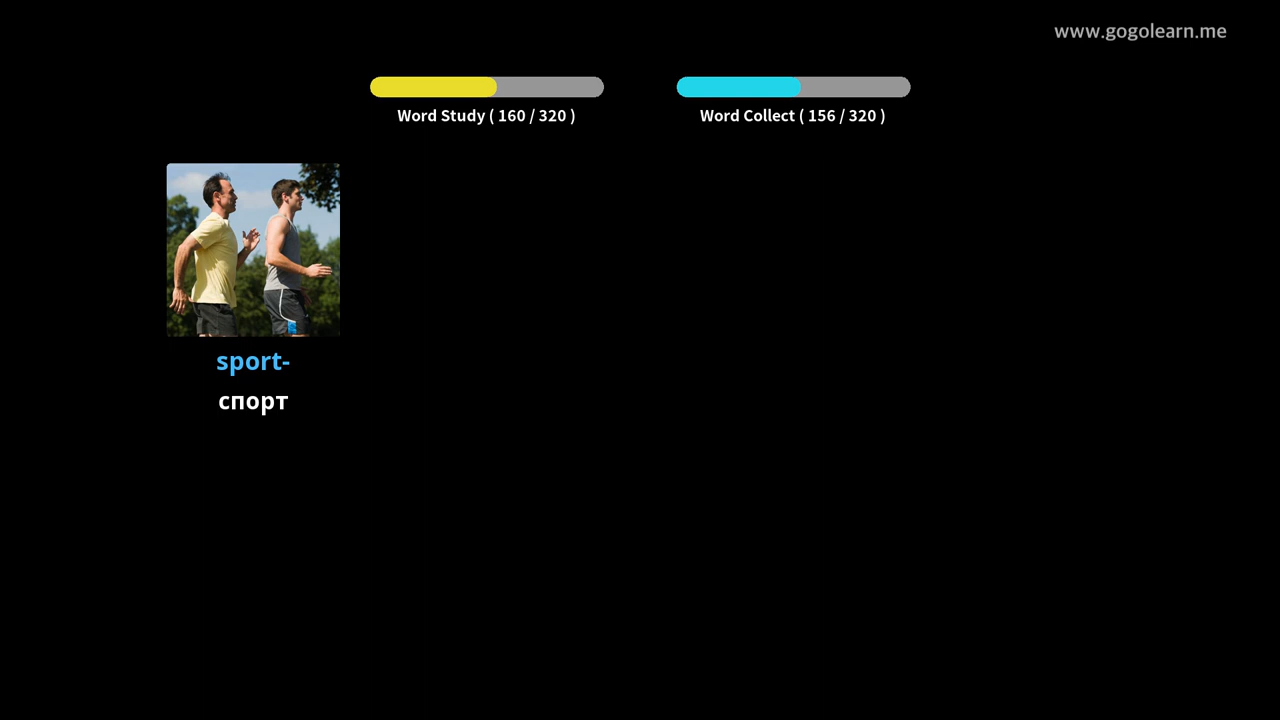 www.gogolearn.me
Word Study ( 160 / 320 )
Word Collect ( 156 / 320 )
sport-
спорт